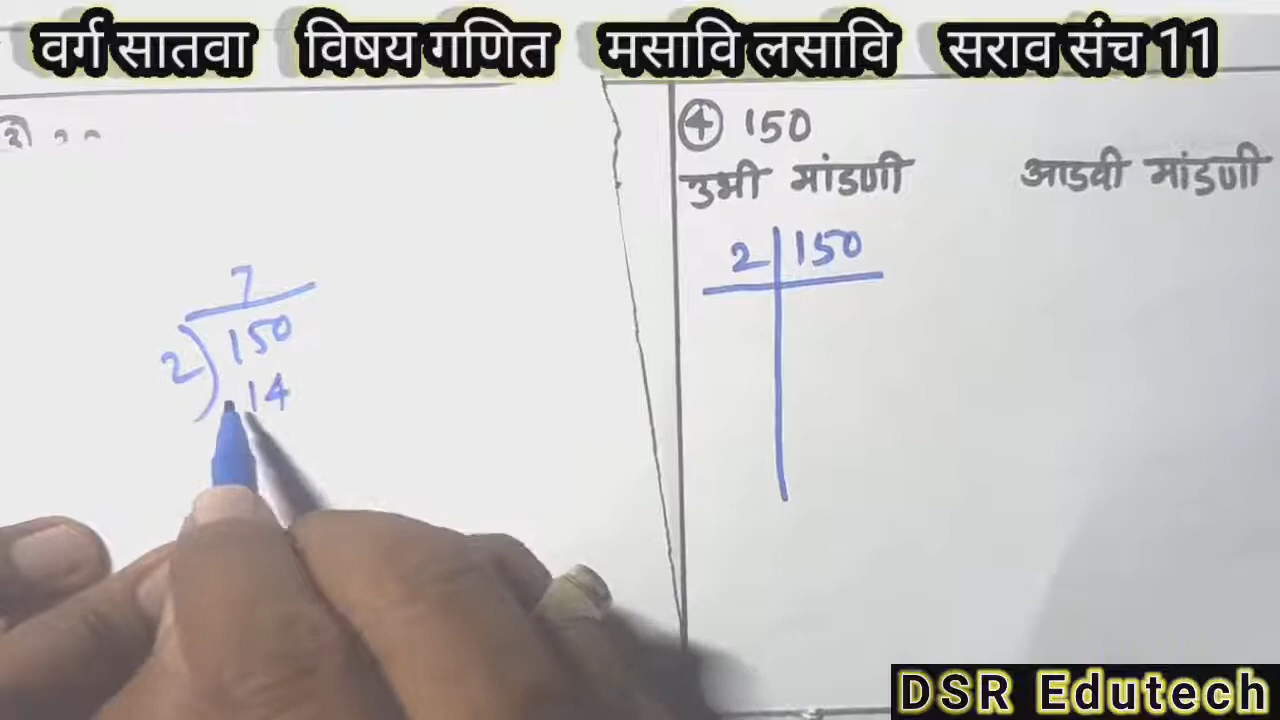 वर्ग सातवा विषय गणित मसावि लसावि सराव संच 11
4 150
उभी मांडणी आडवी मांडणी
2 150
7
2 150
14
DSR Edutech